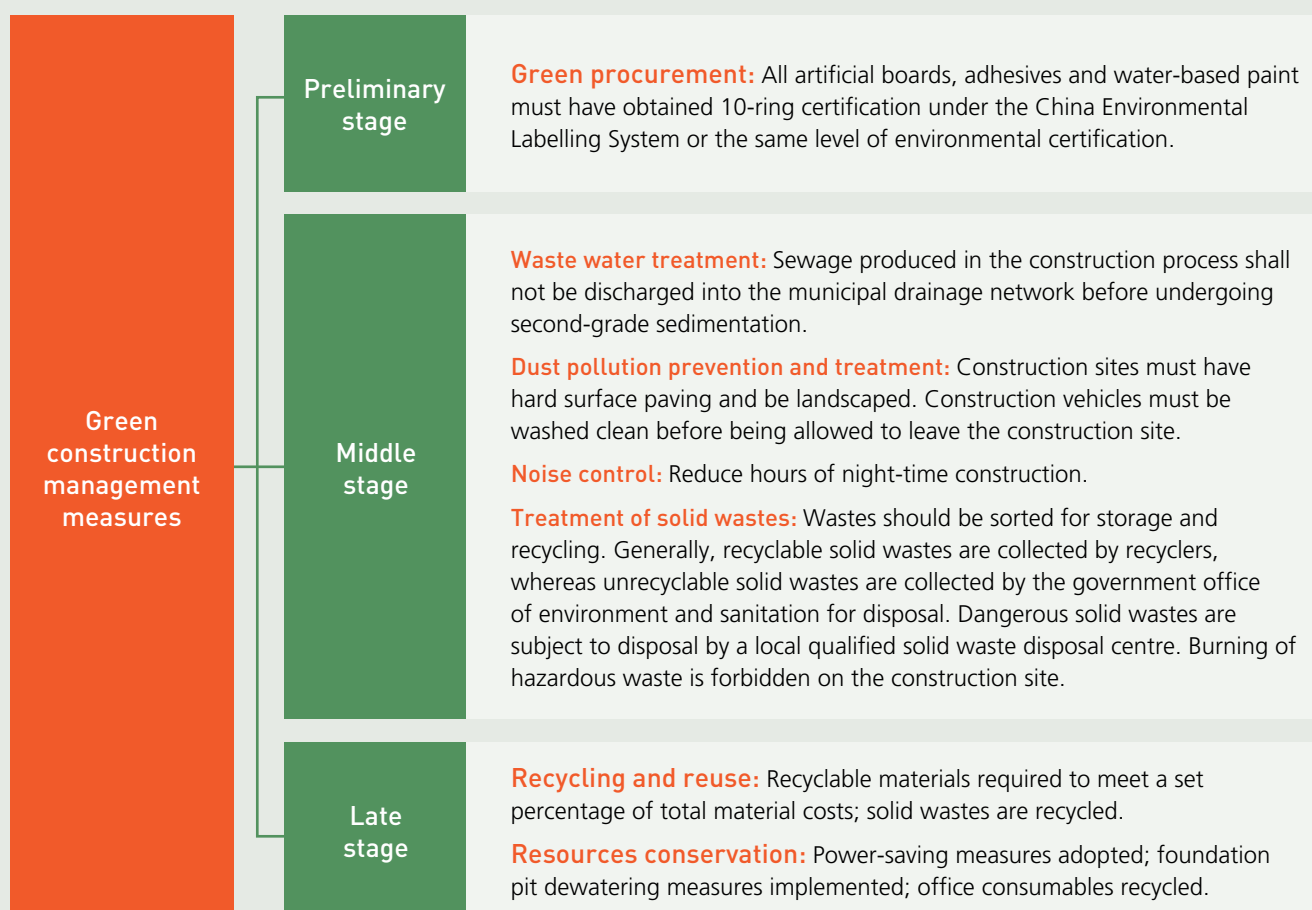 Green
construction
management
measures
Preliminary
stage
Green procurement: All artificial boards, adhesives and water-based paint
must have obtained 10-ring certification under the China Environmental
Labelling System or the same level of environmental certification.
Middle
stage
Waste water treatment: Sewage produced in the construction process shall
not be discharged into the municipal drainage network before undergoing
second-grade sedimentation.
Dust pollution prevention and treatment: Construction sites must have
hard surface paving and be landscaped. Construction vehicles must be
washed clean before being allowed to leave the construction site.
Noise control: Reduce hours of night-time construction.
Treatment of solid wastes: Wastes should be sorted for storage and
recycling. Generally, recyclable solid wastes are collected by recyclers,
whereas unrecyclable solid wastes are collected by the government office
of environment and sanitation for disposal. Dangerous solid wastes are
subject to disposal by a local qualified solid waste disposal centre. Burning of
hazardous waste is forbidden on the construction site.
Late
stage
Recycling and reuse: Recyclable materials required to meet a set
percentage of total material costs; solid wastes are recycled.
Resources conservation: Power-saving measures adopted; foundation
pit dewatering measures implemented; office consumables recycled.